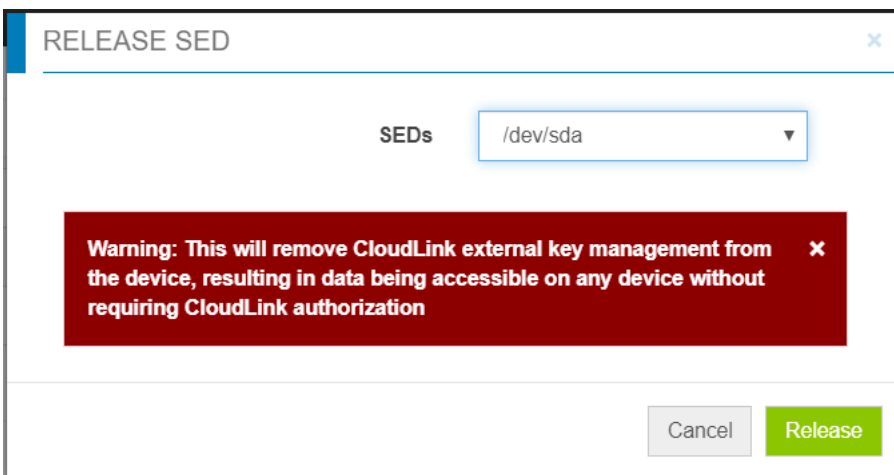 RELEASE SED
SEDs /dev/sda
Warning: This will remove CloudLink external key management from
the device, resulting in data being accessible on any device without
requiring CloudLink authorization
Cancel Release